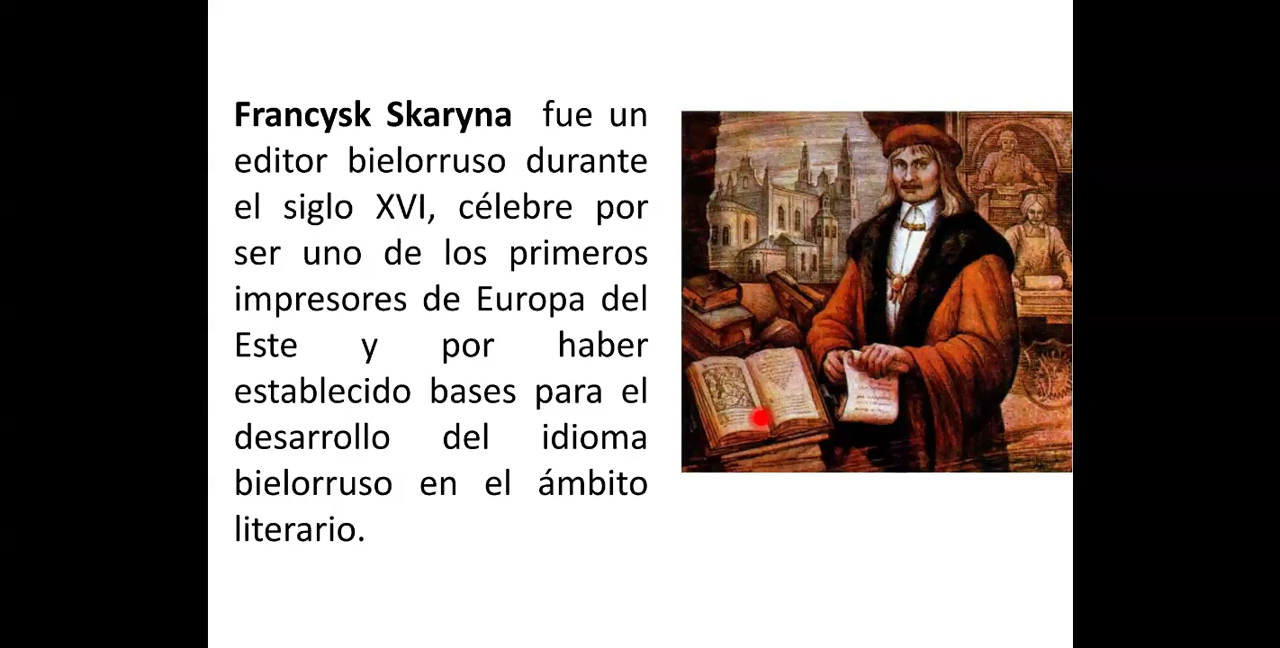 Francysk Skaryna fue un
editor bielorruso durante
el siglo XVI, célebre por
ser uno de los primeros
impresores de Europa del
Este y por haber
establecido bases para el
desarrollo del idioma
bielorruso en el ámbito
literario.